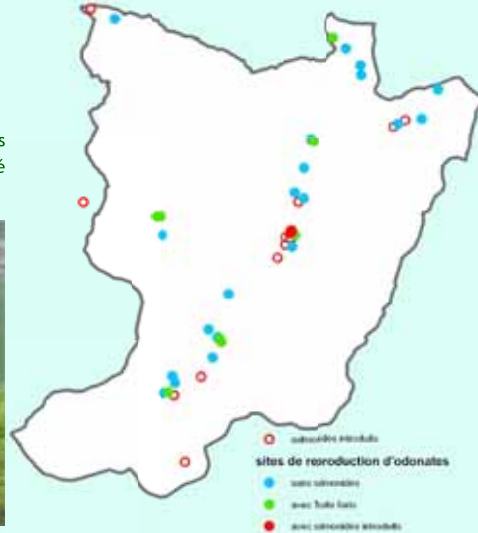 s
é
salmonidés introduits
sites de reproduction d'odonates
sans salmonidés
avec Truite fario
avec salmonidés introduits